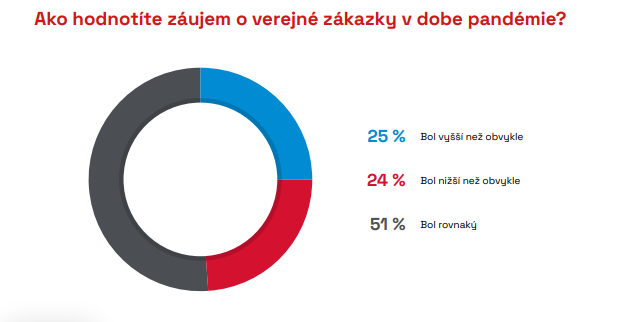 Ako hodnotíte záujem o verejné zákazky v dobe pandémie?
25 % Bol vyšší než obvykle
24 % Bol nižší než obvykle
51 % Bol rovnaký